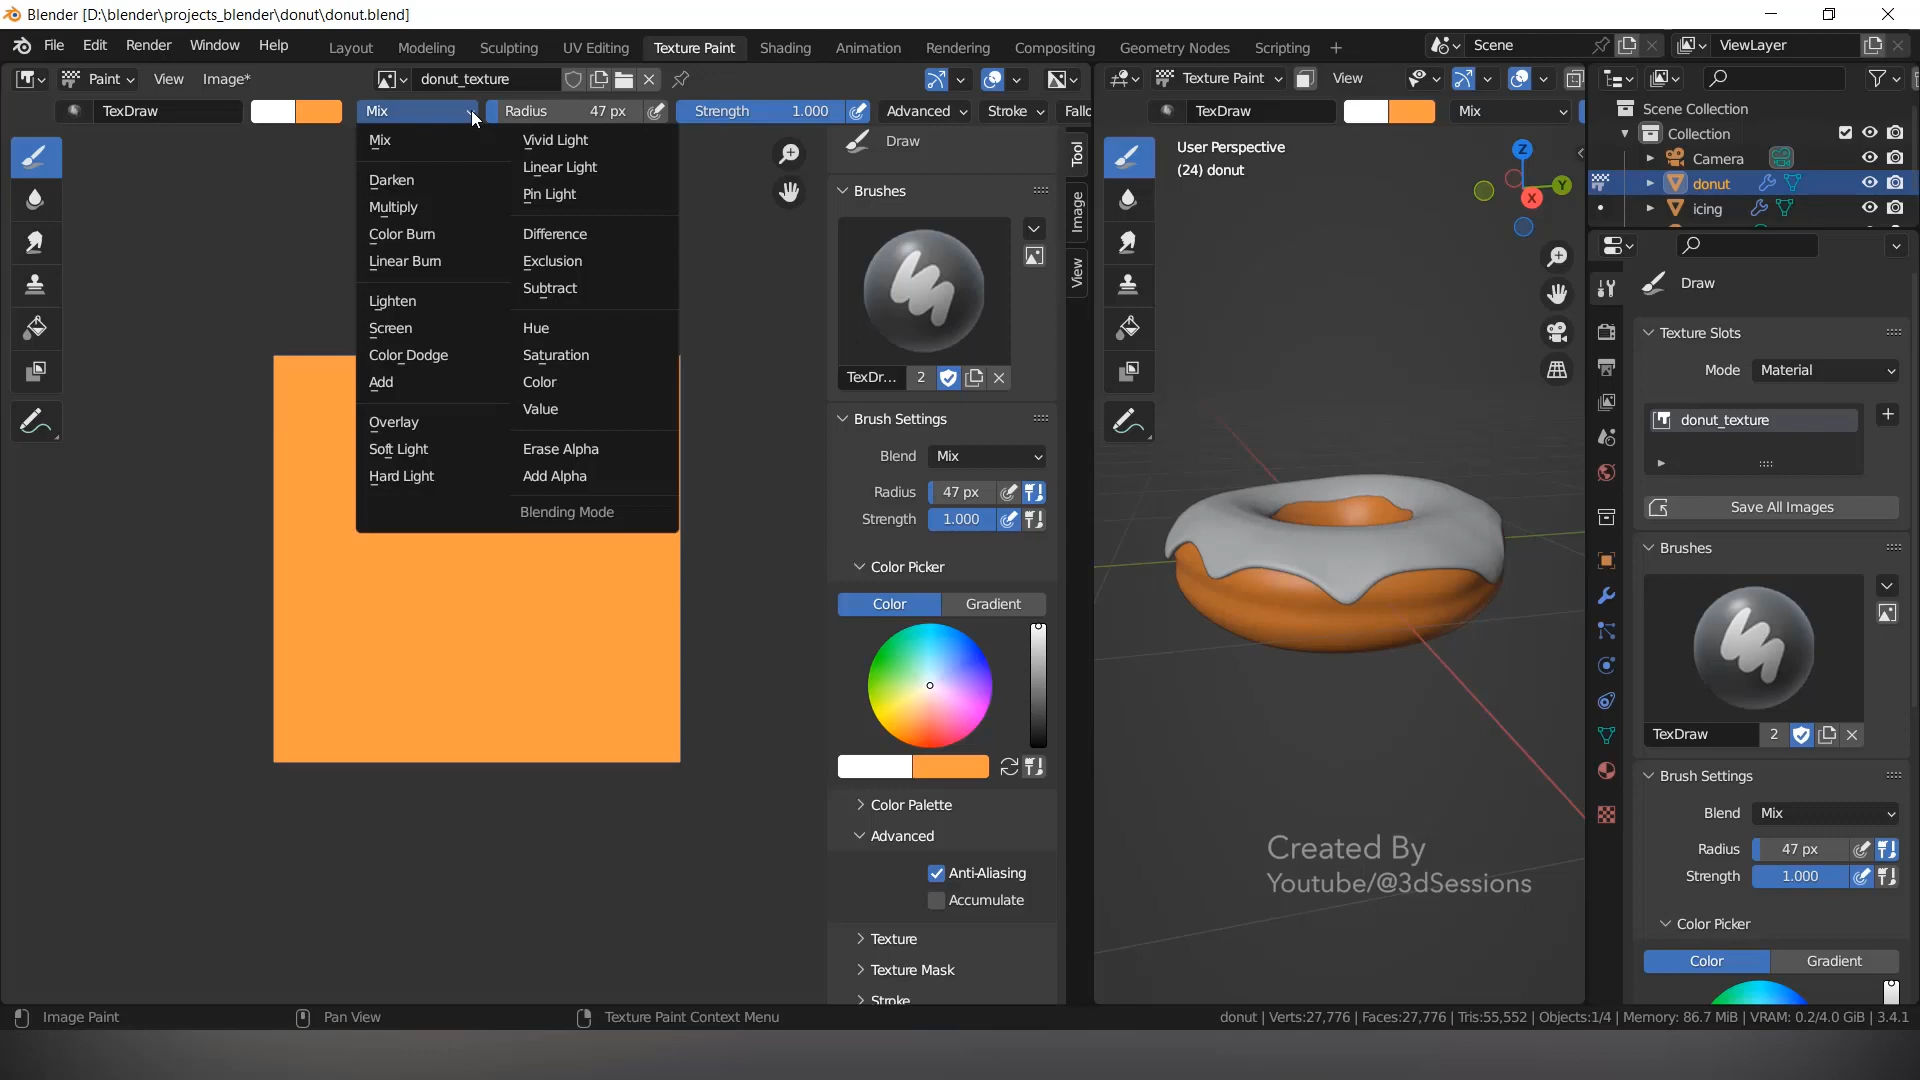 Blender [D:\blender\projects_blender\donut\donut.blend]
File Edit Render Window Help Layout Modeling Sculpting UV Editing Texture Paint Shading Animation Rendering Compositing Geometry Nodes Scripting + Scene ViewLayer
Paint View Image* donut_texture
TexDraw Mix Radius 47 px Strength 1.000 Advanced Stroke Fallo
Mix
Darken
Multiply
Color Burn
Linear Burn
Lighten
Screen
Color Dodge
Add
Overlay
Soft Light
Hard Light
Vivid Light
Linear Light
Pin Light
Difference
Exclusion
Subtract
Hue
Saturation
Color
Value
Erase Alpha
Add Alpha
Blending Mode
Draw
Brushes
TexDr... 2
Brush Settings
Blend Mix
Radius 47 px
Strength 1.000
Color Picker
Color Gradient
Color Palette
Advanced
Anti-Aliasing
Accumulate
Texture
Texture Mask
Stroke
Tool
Image
View
Texture Paint View
TexDraw Mix
User Perspective
(24) donut
Z
Y
X
Created By
Youtube/@3dSessions
Scene Collection
Collection
Camera
donut
icing
Draw
Texture Slots
Mode Material
donut_texture
Save All Images
Brushes
TexDraw 2
Brush Settings
Blend Mix
Radius 47 px
Strength 1.000
Color Picker
Color Gradient
Image Paint Pan View Texture Paint Context Menu donut | Verts:27,776 | Faces:27,776 | Tris:55,552 | Objects:1/4 | Memory: 86.7 MiB | VRAM: 0.2/4.0 GiB | 3.4.1